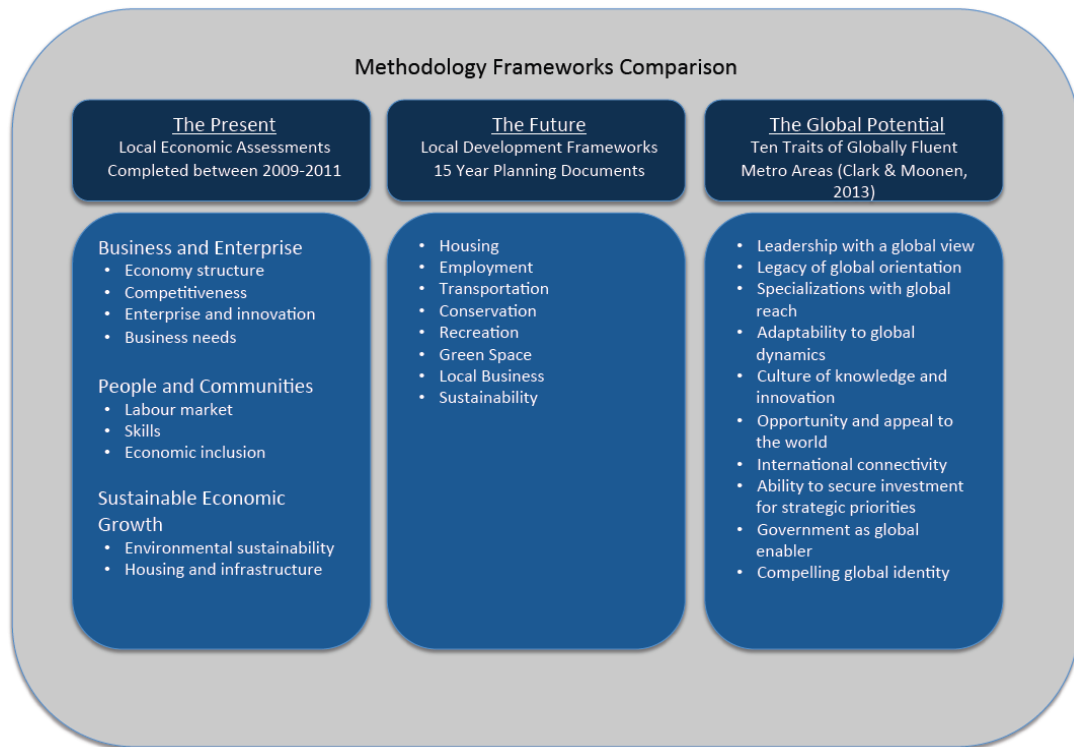 Methodology Frameworks Comparison
The Present
Local Economic Assessments
Completed between 2009-2011
The Future
Local Development Frameworks
15 Year Planning Documents
The Global Potential
Ten Traits of Globally Fluent
Metro Areas (Clark & Moonen,
2013)
Business and Enterprise
• Economy structure
• Competitiveness
• Enterprise and innovation
• Business needs
People and Communities
• Labour market
• Skills
• Economic inclusion
Sustainable Economic
Growth
• Environmental sustainability
• Housing and infrastructure
• Housing
• Employment
• Transportation
• Conservation
• Recreation
• Green Space
• Local Business
• Sustainability
• Leadership with a global view
• Legacy of global orientation
• Specializations with global
reach
• Adaptability to global
dynamics
• Culture of knowledge and
innovation
• Opportunity and appeal to
the world
• International connectivity
• Ability to secure investment
for strategic priorities
• Government as global
enabler
• Compelling global identity